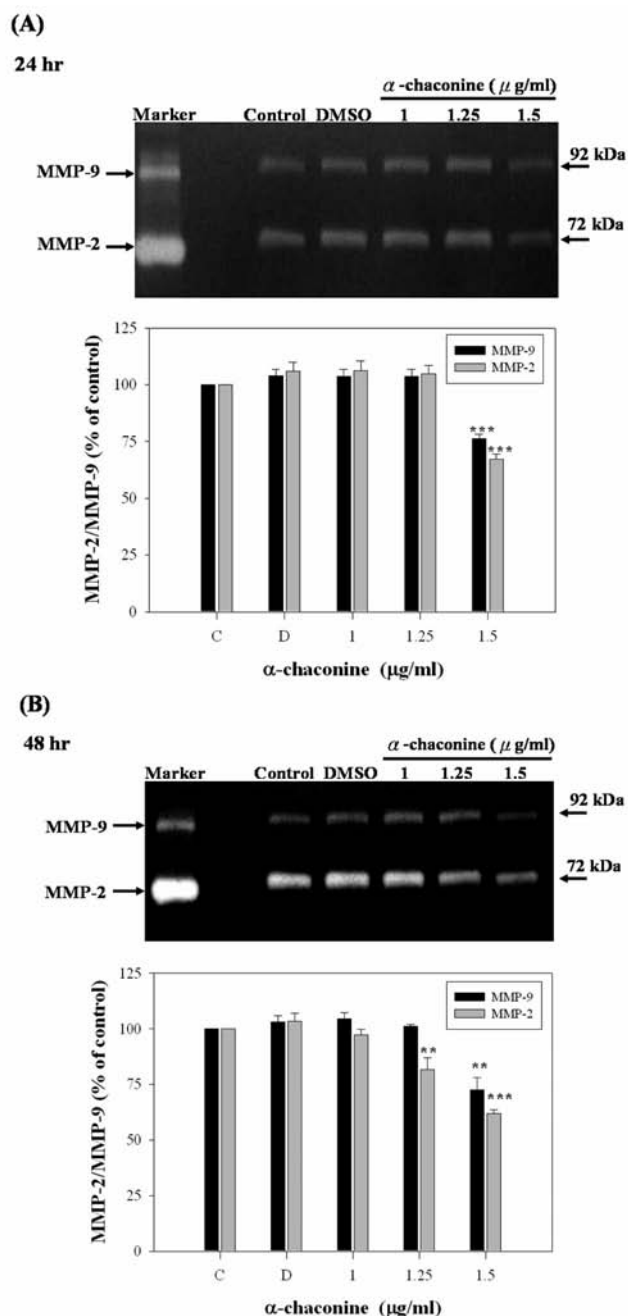 (A)
24 hr
α-chaconine ( μ g/ml)
Marker Control DMSO 1 1.25 1.5
MMP-9 92 kDa
MMP-2 72 kDa
MMP-2/MMP-9 (% of control)
125
100
75
50
25
0
MMP-9
MMP-2
*** ***
C D 1 1.25 1.5
α-chaconine (μg/ml)
(B)
48 hr
α-chaconine ( μ g/ml)
Marker Control DMSO 1 1.25 1.5
MMP-9 92 kDa
MMP-2 72 kDa
MMP-2/MMP-9 (% of control)
125
100
75
50
25
0
MMP-9
MMP-2
** ** ***
C D 1 1.25 1.5
α-chaconine (μg/ml)